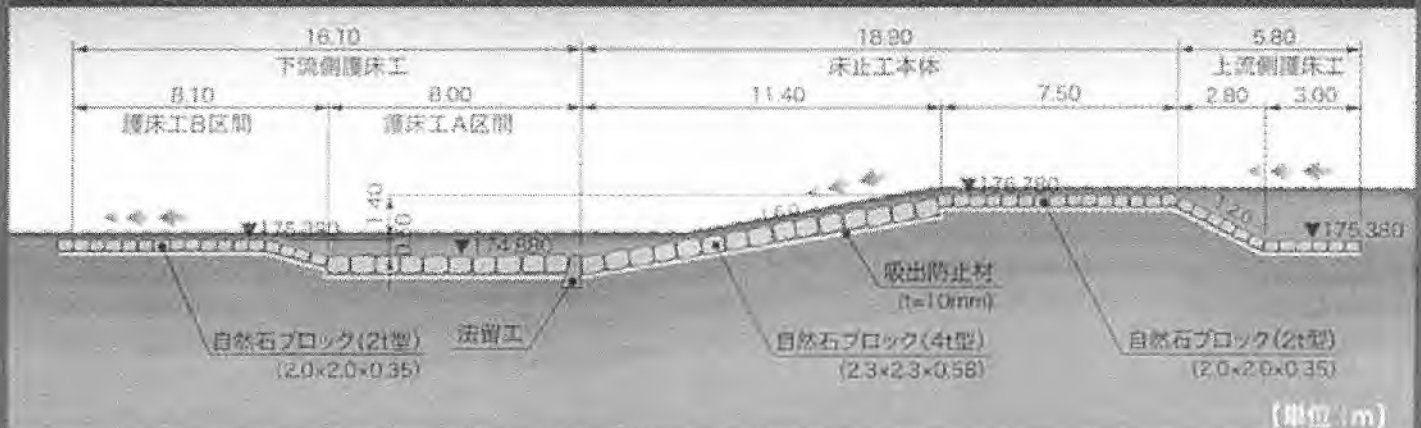 16.10
18.90
5.80
下流側護床工
床止工本体
上流側護床工
8.10
8.00
11.40
7.50
2.80
3.00
護床工B区間
護床工A区間
1.40
▼176.780
▼175.380
▼174.880
▼175.380
吸出防止材
(t=10mm)
自然石ブロック(2t型)
(2.0×2.0×0.35)
法留工
自然石ブロック(4t型)
(2.3×2.3×0.58)
自然石ブロック(2t型)
(2.0×2.0×0.35)
(単位:m)